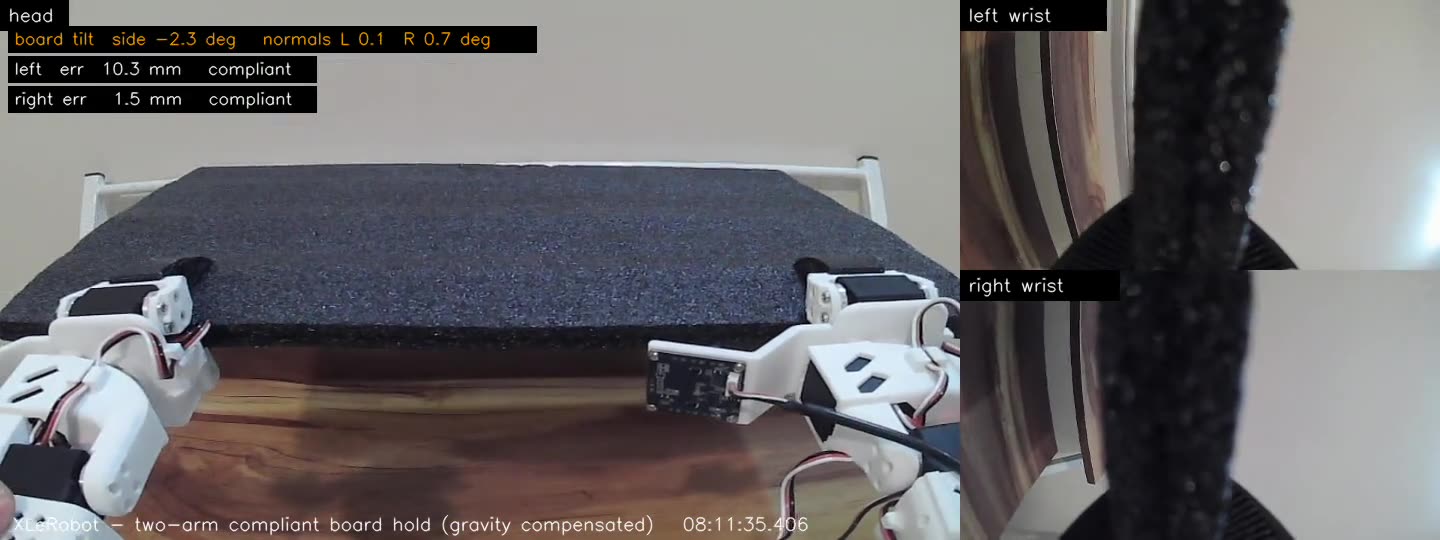 head
board tilt side -2.3 deg normals L 0.1 R 0.7 deg
left err 10.3 mm compliant
right err 1.5 mm compliant
left wrist
right wrist
XLeRobot - two-arm compliant board hold (gravity compensated) 08:11:35.406